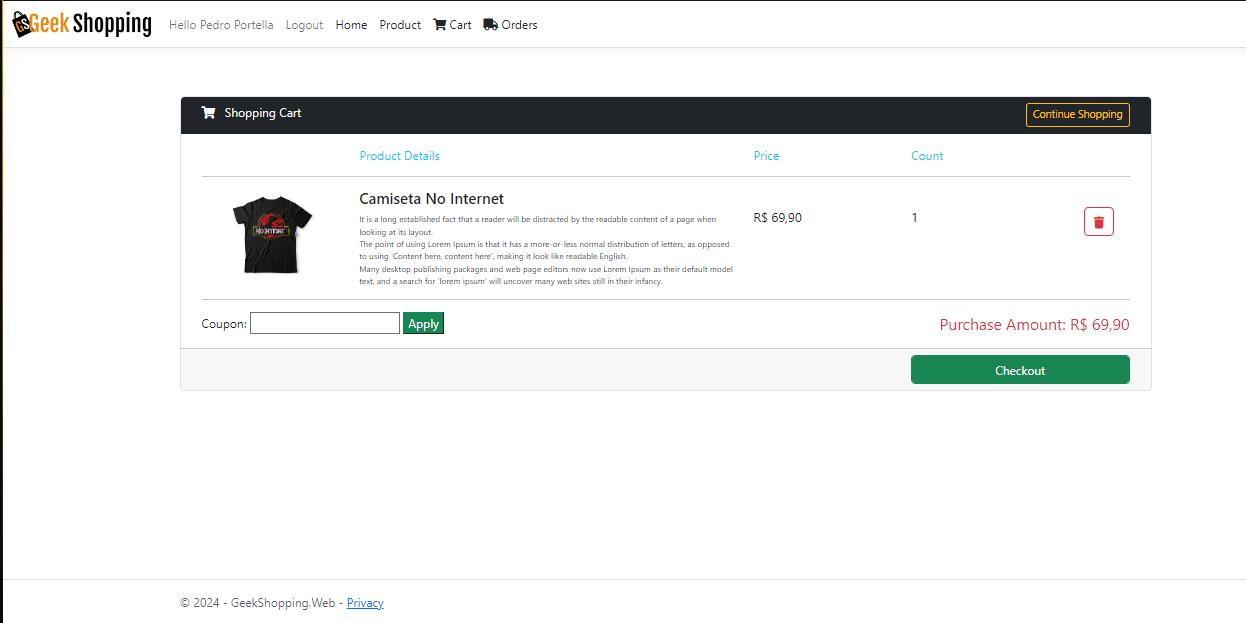 GS Geek Shopping Hello Pedro Portella Logout Home Product Cart Orders
Shopping Cart Continue Shopping
Product Details Price Count
Camiseta No Internet
It is a long established fact that a reader will be distracted by the readable content of a page when
looking at its layout.
The point of using Lorem Ipsum is that it has a more-or-less normal distribution of letters, as opposed
to using 'Content here, content here', making it look like readable English.
Many desktop publishing packages and web page editors now use Lorem Ipsum as their default model
text, and a search for 'lorem ipsum' will uncover many web sites still in their infancy.
R$ 69,90 1
NO INTERNET
Coupon: Apply Purchase Amount: R$ 69,90
Checkout
© 2024 - GeekShopping.Web - Privacy